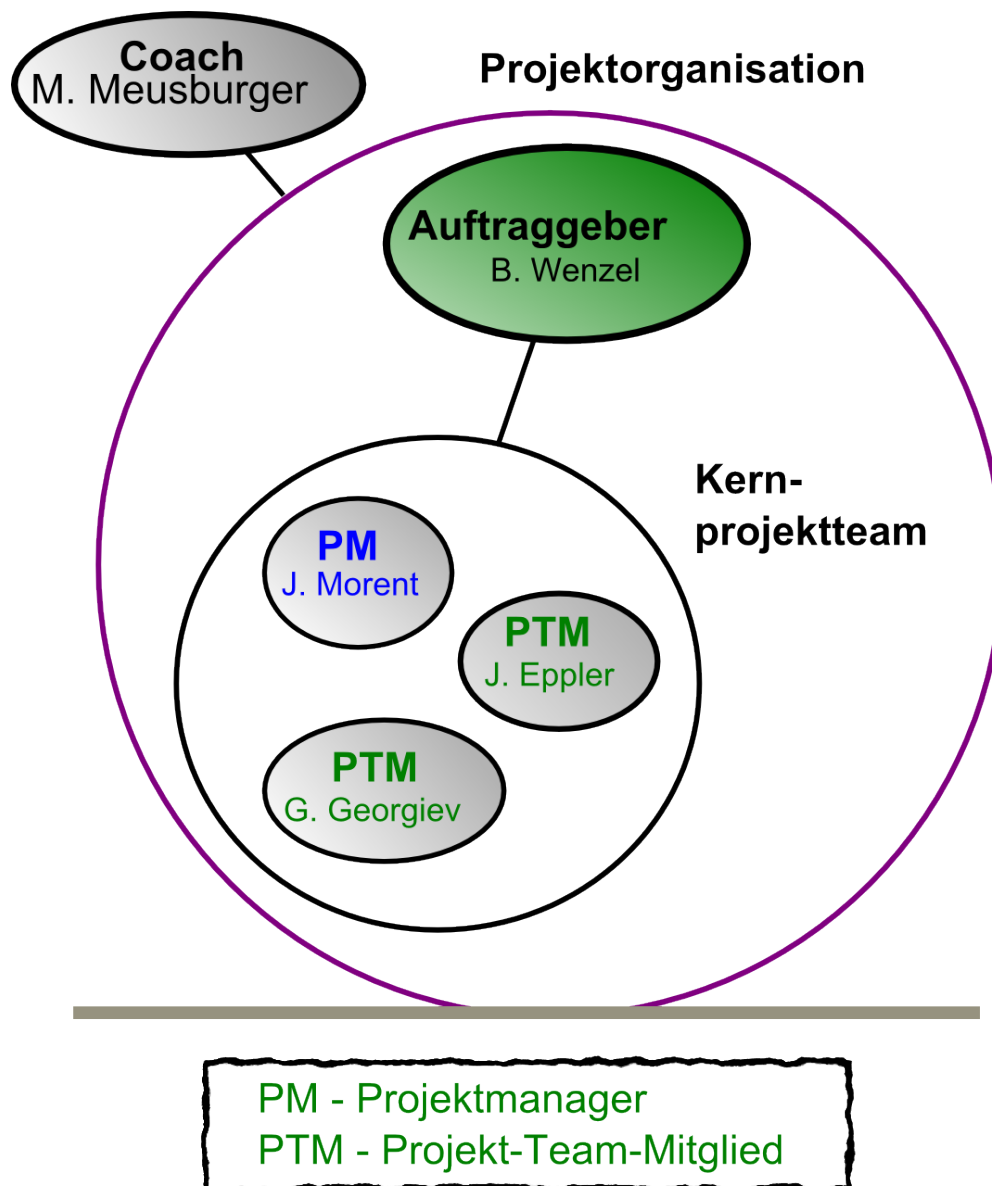 Coach
M. Meusburger
Projektorganisation
Auftraggeber
B. Wenzel
Kern-
projektteam
PM
J. Morent
PTM
J. Eppler
PTM
G. Georgiev
PM - Projektmanager
PTM - Projekt-Team-Mitglied